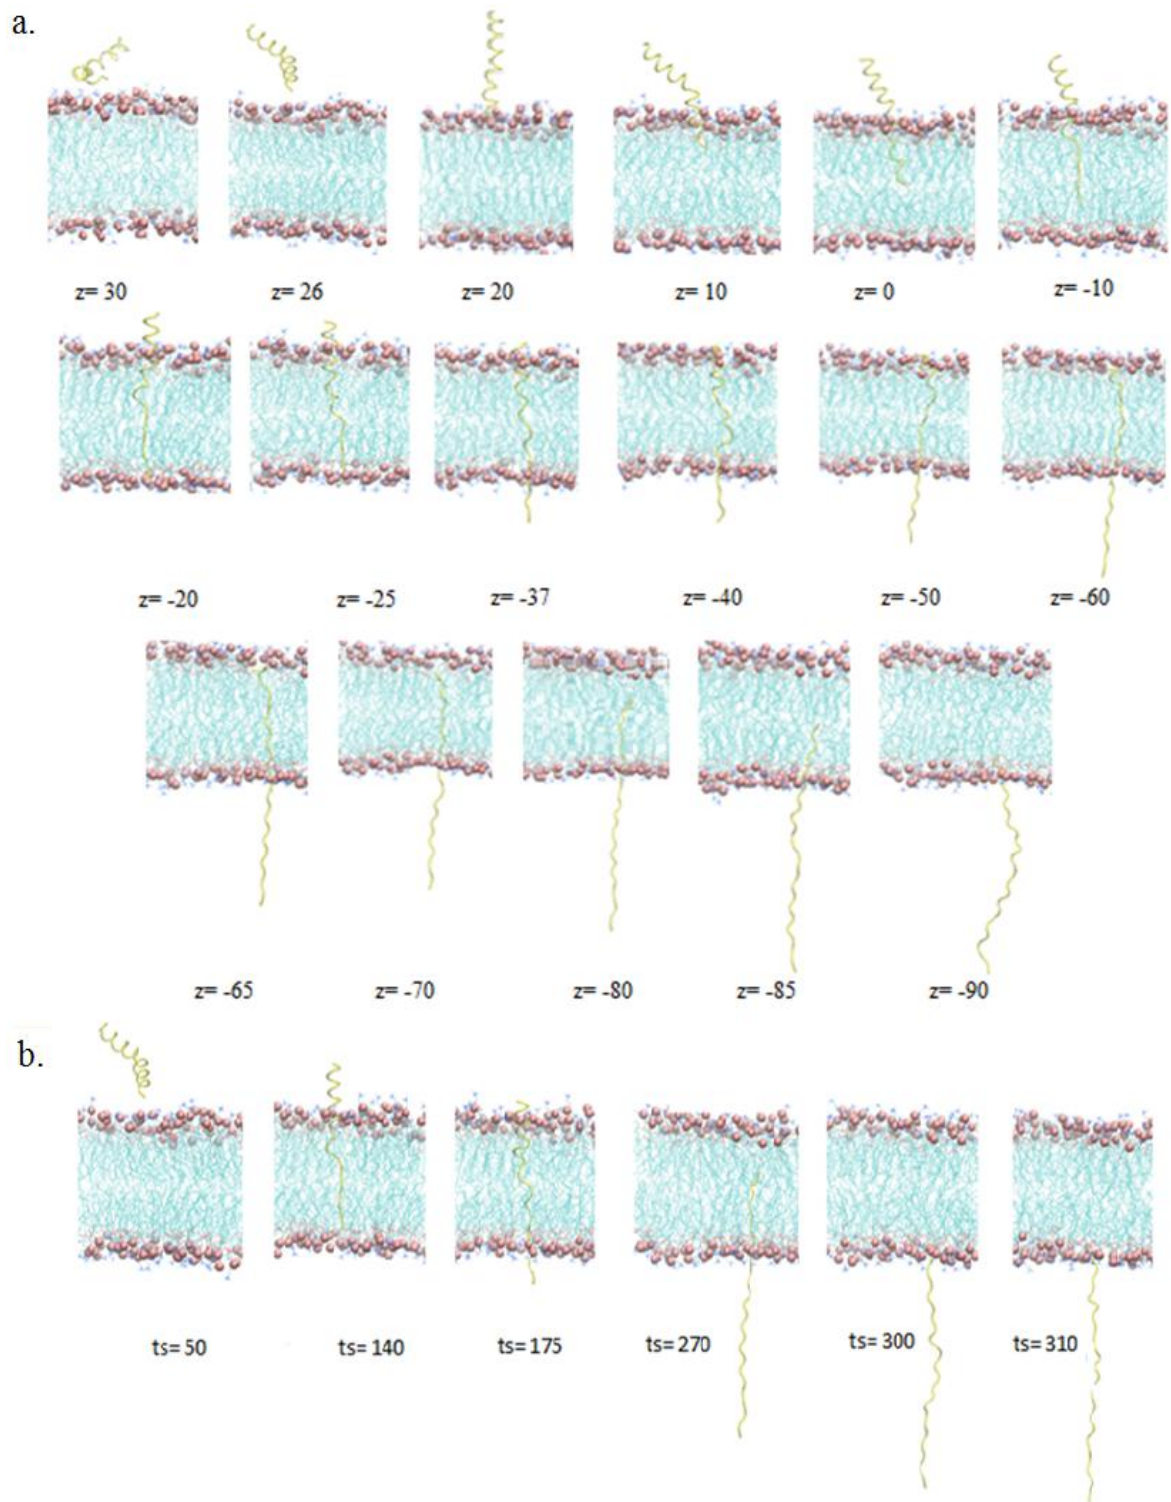 a.
z= 30 z= 26 z= 20 z= 10 z= 0 z= -10
z= -20 z= -25 z= -37 z= -40 z= -50 z= -60
z= -65 z= -70 z= -80 z= -85 z= -90
b.
ts= 50 ts= 140 ts= 175 ts= 270 ts= 300 ts= 310